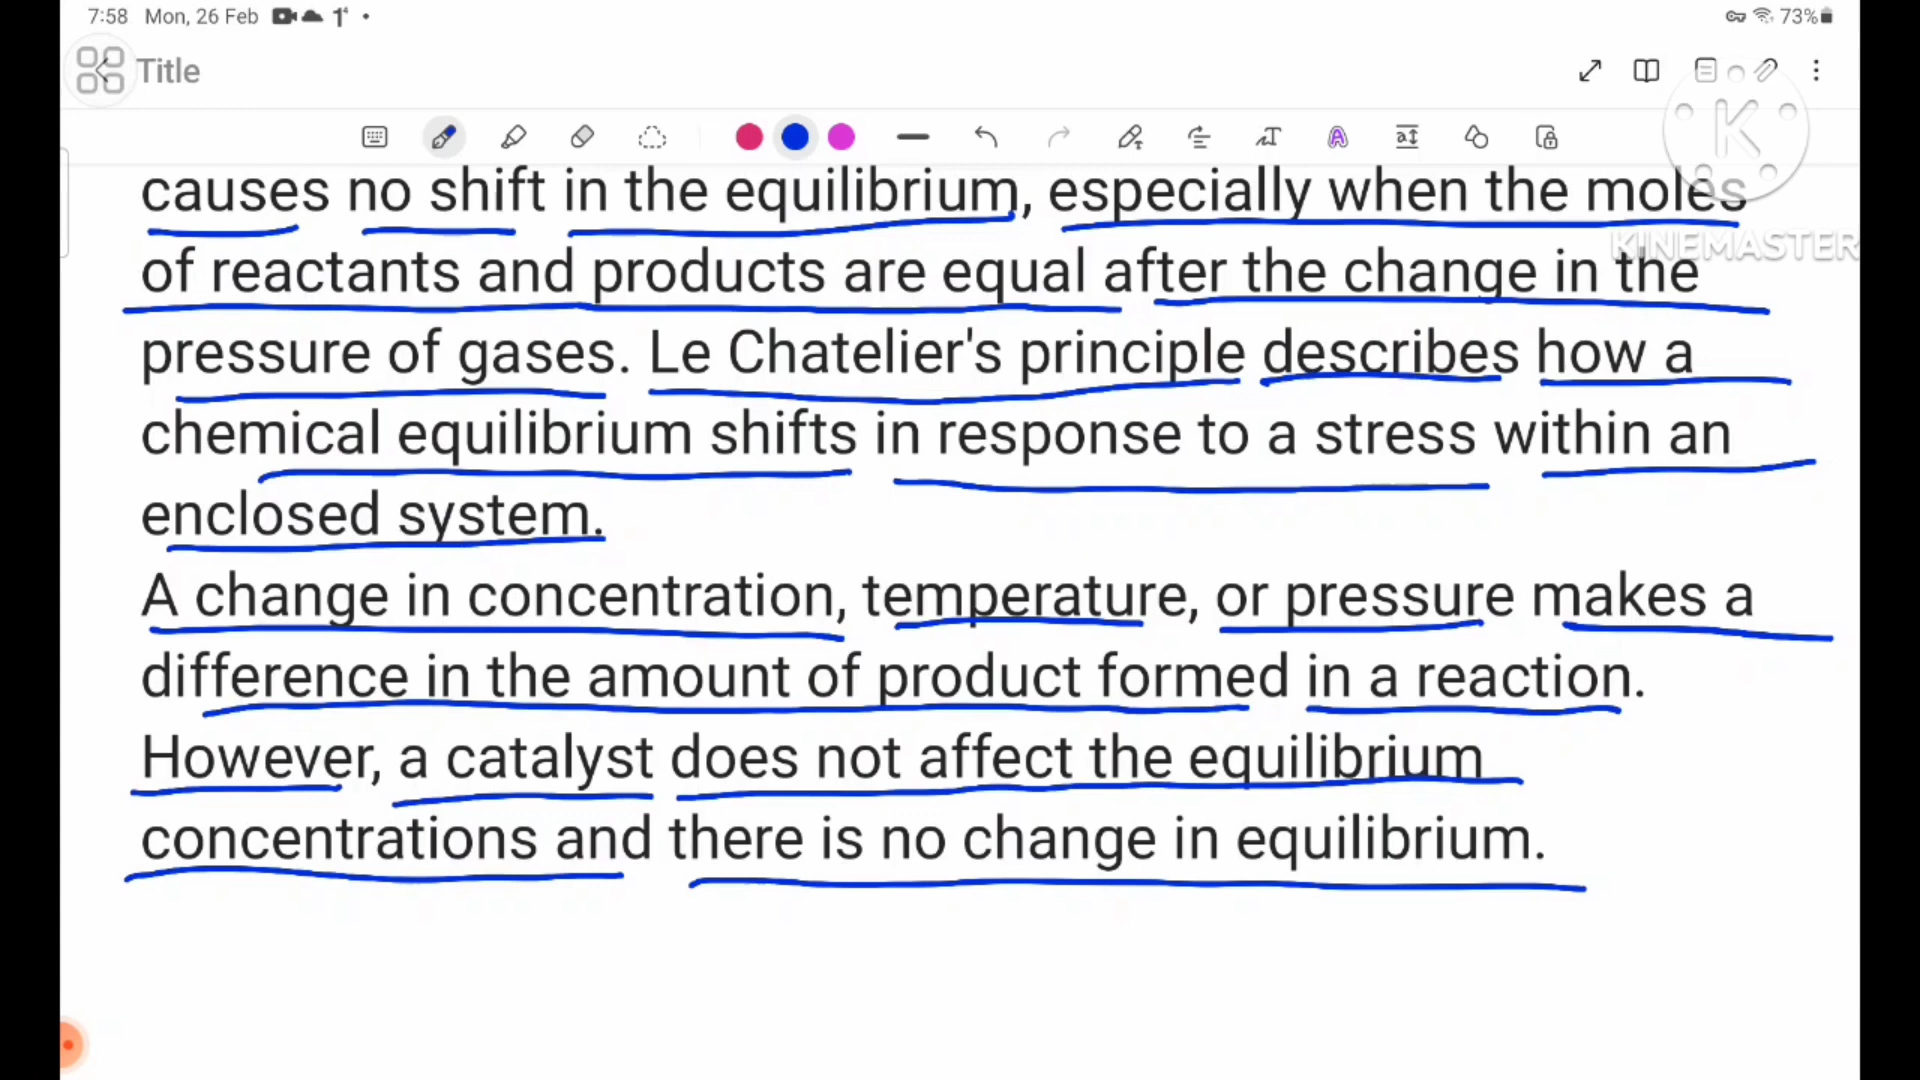 7:58 Mon, 26 Feb 73%
Title
causes no shift in the equilibrium, especially when the moles
KINEMASTER
of reactants and products are equal after the change in the
pressure of gases. Le Chatelier's principle describes how a
chemical equilibrium shifts in response to a stress within an
enclosed system.
A change in concentration, temperature, or pressure makes a
difference in the amount of product formed in a reaction.
However, a catalyst does not affect the equilibrium
concentrations and there is no change in equilibrium.